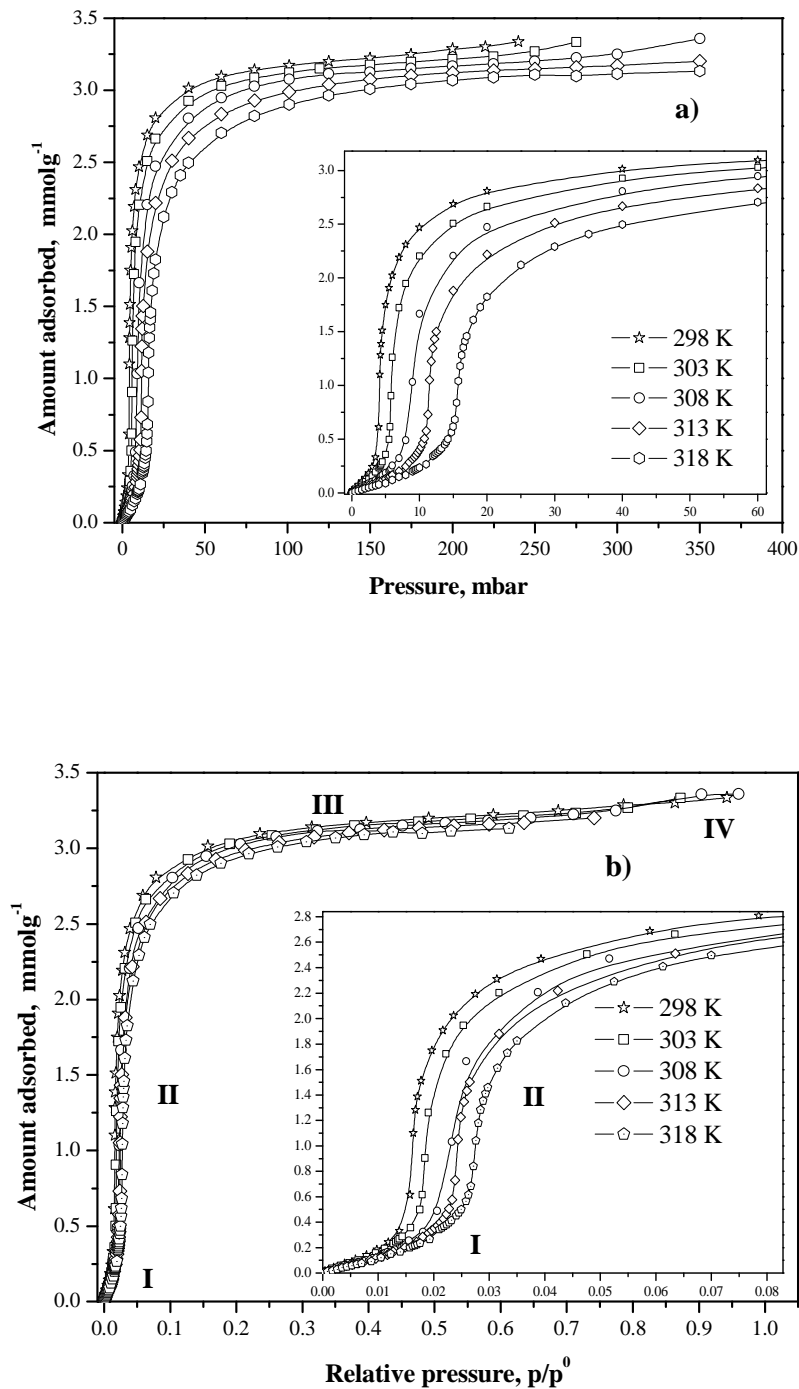 3.5
3.0
2.5
2.0
1.5
1.0
0.5
0.0
Amount adsorbed, mmolg⁻¹
a)
3.0
2.5
2.0
1.5
1.0
0.5
0.0
298 K
303 K
308 K
313 K
318 K
0 10 20 30 40 50 60
0 50 100 150 200 250 300 350 400
Pressure, mbar
3.5
3.0
2.5
2.0
1.5
1.0
0.5
0.0
Amount adsorbed, mmolg⁻¹
III
IV
b)
II
I
2.8
2.6
2.4
2.2
2.0
1.8
1.6
1.4
1.2
1.0
0.8
0.6
0.4
0.2
0.0
298 K
303 K
308 K
313 K
318 K
II
I
0.00 0.01 0.02 0.03 0.04 0.05 0.06 0.07 0.08
0.0 0.1 0.2 0.3 0.4 0.5 0.6 0.7 0.8 0.9 1.0
Relative pressure, p/p⁰